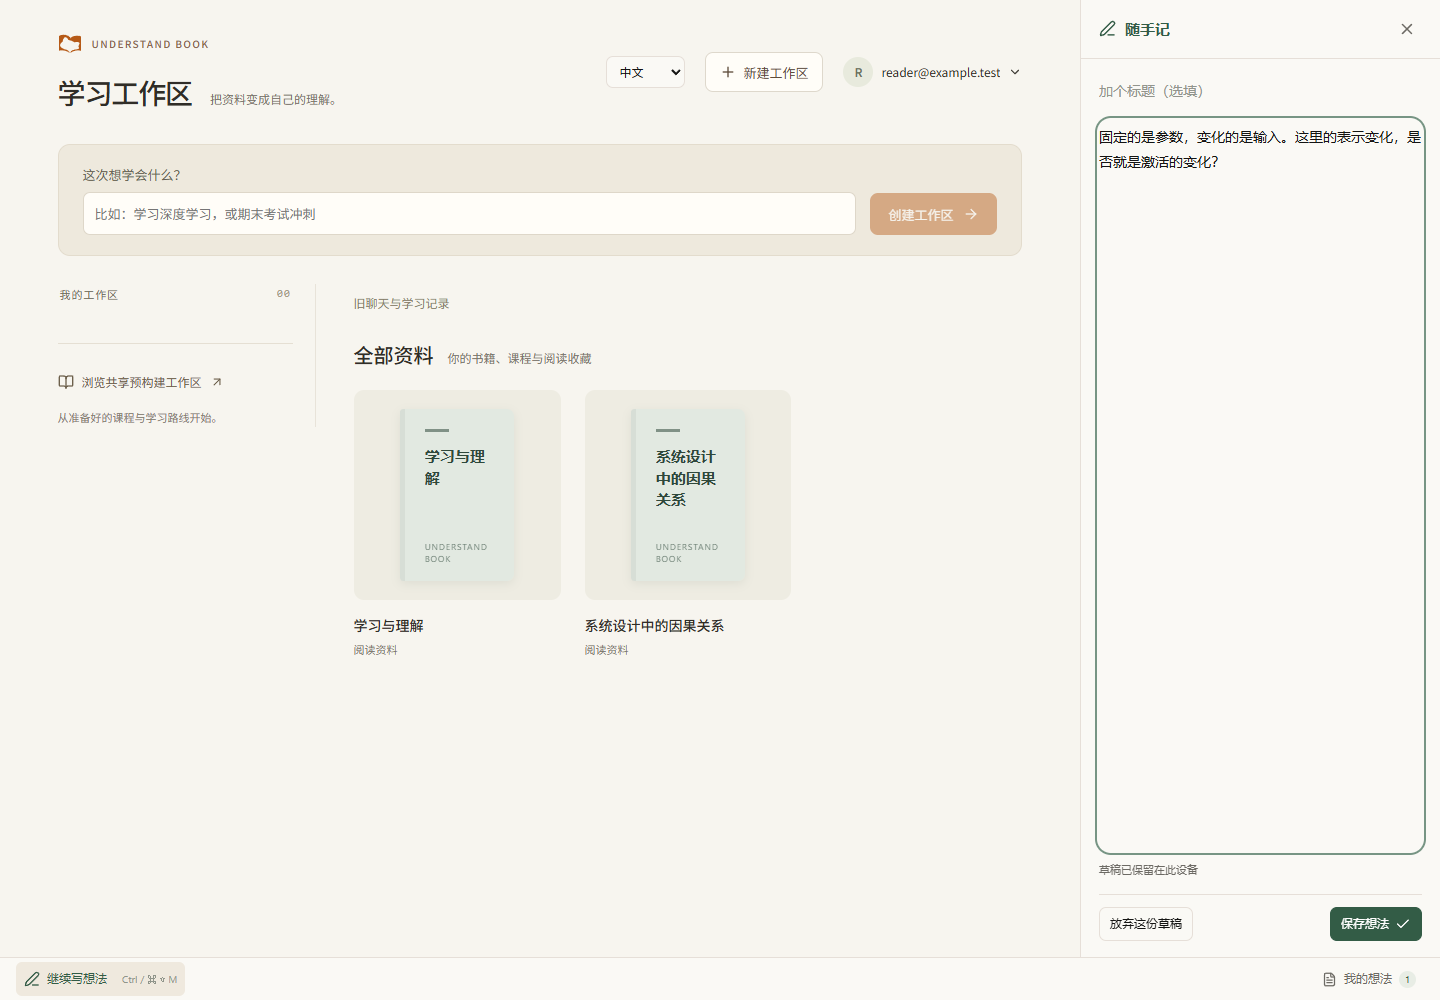 UNDERSTAND BOOK
学习工作区
把资料变成自己的理解。
中文
新建工作区
R
reader@example.test
这次想学会什么？
比如：学习深度学习，或期末考试冲刺
创建工作区
我的工作区
00
浏览共享预构建工作区
从准备好的课程与学习路线开始。
旧聊天与学习记录
全部资料
你的书籍、课程与阅读收藏
学习与理
解
UNDERSTAND
BOOK
学习与理解
阅读资料
系统设计
中的因果
关系
UNDERSTAND
BOOK
系统设计中的因果关系
阅读资料
随手记
加个标题（选填）
固定的是参数，变化的是输入。这里的表示变化，是
否就是激活的变化？
草稿已保留在此设备
放弃这份草稿
保存想法
继续写想法
Ctrl / ⌘ ⇧ M
我的想法
1